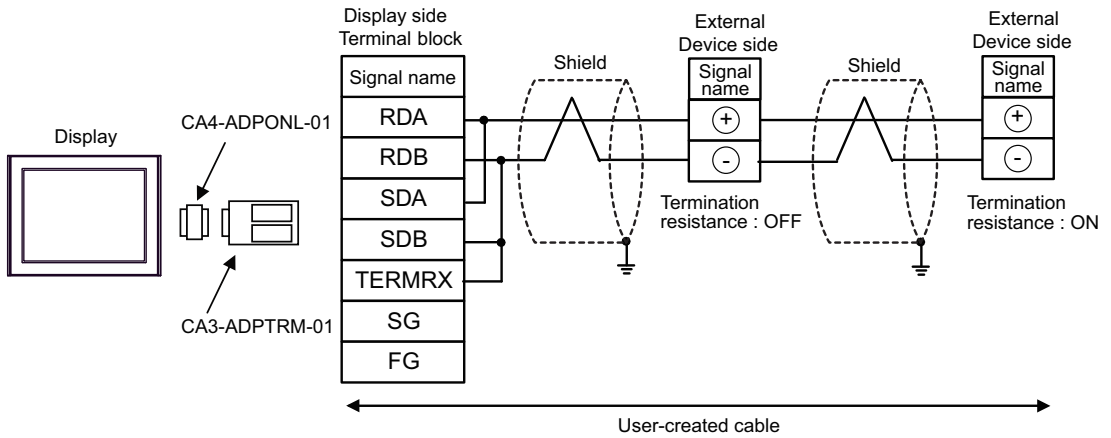 Display side
Terminal block
External
Device side
External
Device side
Signal name
Shield
Signal
name
Shield
Signal
name
Display
CA4-ADPONL-01
RDA
+
+
RDB
-
-
SDA
Termination
resistance : OFF
Termination
resistance : ON
SDB
TERMRX
CA3-ADPTRM-01
SG
FG
User-created cable